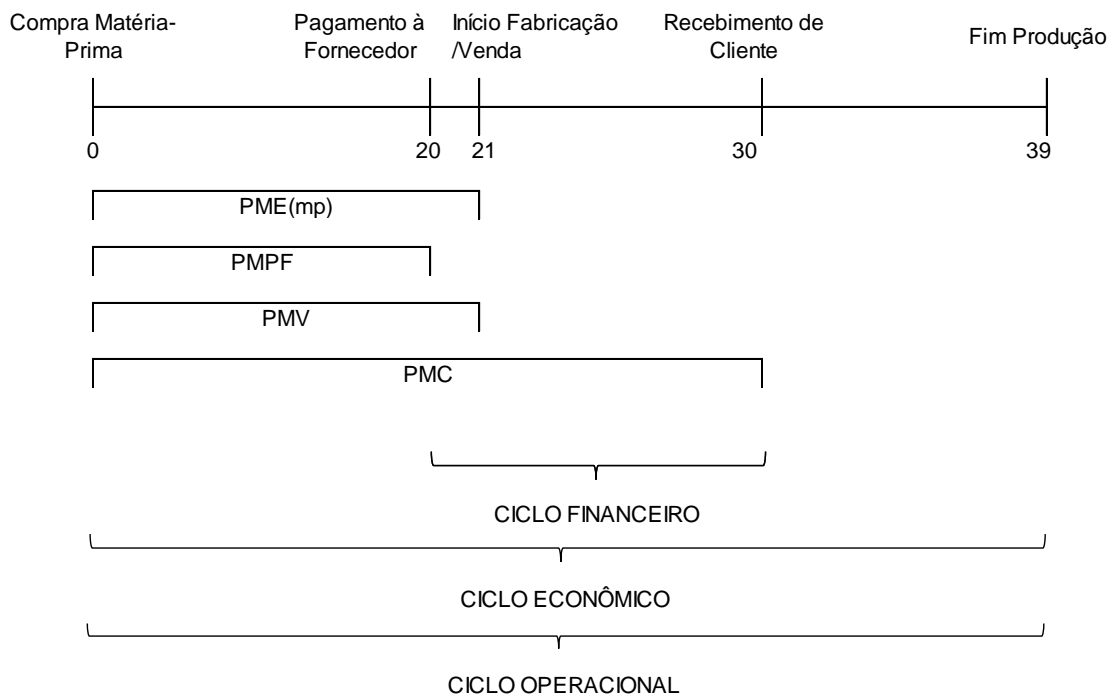 Compra Matéria-
Prima
Pagamento à
Fornecedor
Início Fabricação
/Venda
Recebimento de
Cliente
Fim Produção
0
20
21
30
39
PME(mp)
PMPF
PMV
PMC
CICLO FINANCEIRO
CICLO ECONÔMICO
CICLO OPERACIONAL